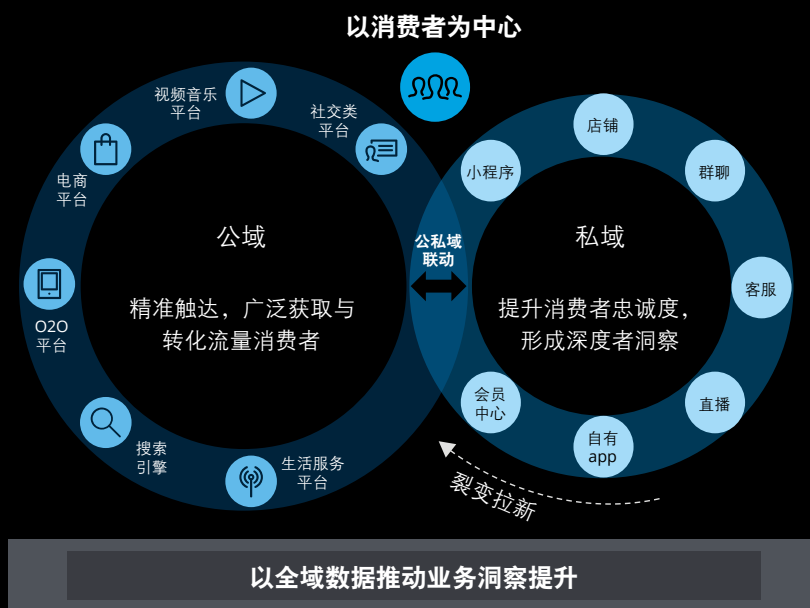 以消费者为中心
视频音乐
平台
社交类
平台
电商
平台
O2O
平台
搜索
引擎
生活服务
平台
公域
精准触达，广泛获取与
转化流量消费者
公私域
联动
店铺
小程序
群聊
客服
直播
自有
app
会员
中心
私域
提升消费者忠诚度，
形成深度者洞察
裂变拉新
以全域数据推动业务洞察提升